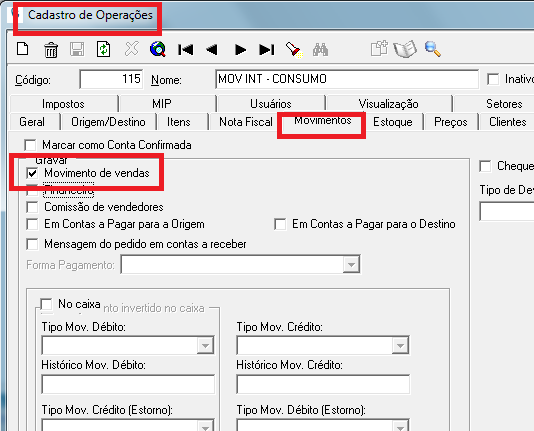 Cadastro de Operações
Código: 115 Nome: MOV INT - CONSUMO Inativo
Impostos MIP Usuários Visualização Setores
Geral Origem/Destino Itens Nota Fiscal Movimentos Estoque Preços Clientes
Marcar como Conta Confirmada
Gravar
Movimento de vendas Cheque
Financeiro Tipo de De
Comissão de vendedores
Em Contas a Pagar para a Origem Em Contas a Pagar para o Destino
Mensagem do pedido em contas a receber
Forma Pagamento:
No caixa nto invertido no caixa
Tipo Mov. Débito: Tipo Mov. Crédito:
Histórico Mov. Débito: Histórico Mov. Crédito:
Tipo Mov. Crédito (Estorno): Tipo Mov. Débito (Estorno):